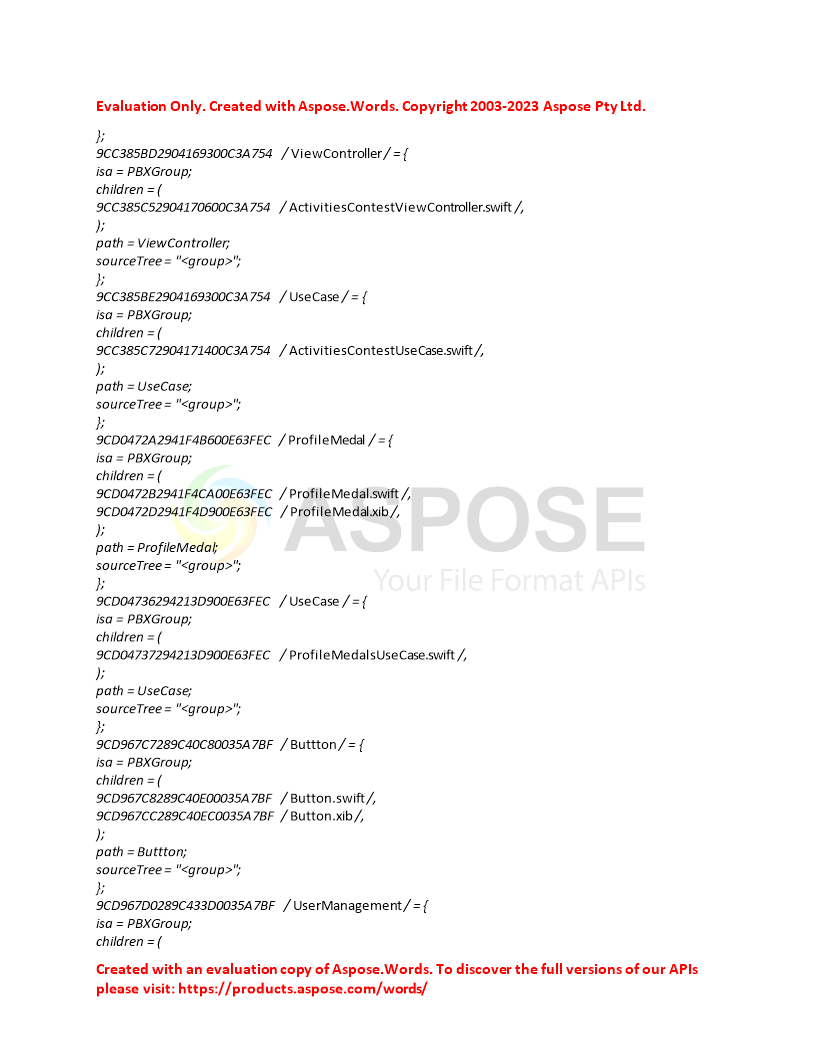 Evaluation Only. Created with Aspose.Words. Copyright 2003-2023 Aspose Pty Ltd.
};
9CC385BD2904169300C3A754 / ViewController / = {
isa = PBXGroup;
children = (
9CC385C52904170600C3A754 / ActivitiesContestViewController.swift /,
);
path = ViewController;
sourceTree = "<group>";
};
9CC385BE2904169300C3A754 / UseCase / = {
isa = PBXGroup;
children = (
9CC385C72904171400C3A754 / ActivitiesContestUseCase.swift /,
);
path = UseCase;
sourceTree = "<group>";
};
9CD0472A2941F4B600E63FEC / ProfileMedal / = {
isa = PBXGroup;
children = (
9CD0472B2941F4CA00E63FEC / ProfileMedal.swift /,
9CD0472D2941F4D900E63FEC / ProfileMedal.xib /,
);
path = ProfileMedal;
sourceTree = "<group>";
};
9CD04736294213D900E63FEC / UseCase / = {
isa = PBXGroup;
children = (
9CD04737294213D900E63FEC / ProfileMedalsUseCase.swift /,
);
path = UseCase;
sourceTree = "<group>";
};
9CD967C7289C40C80035A7BF / Buttton / = {
isa = PBXGroup;
children = (
9CD967C8289C40E00035A7BF / Button.swift /,
9CD967CC289C40EC0035A7BF / Button.xib /,
);
path = Buttton;
sourceTree = "<group>";
};
9CD967D0289C433D0035A7BF / UserManagement / = {
isa = PBXGroup;
children = (
ASPOSE
Your File Format APIs
Created with an evaluation copy of Aspose.Words. To discover the full versions of our APIs
please visit: https://products.aspose.com/words/